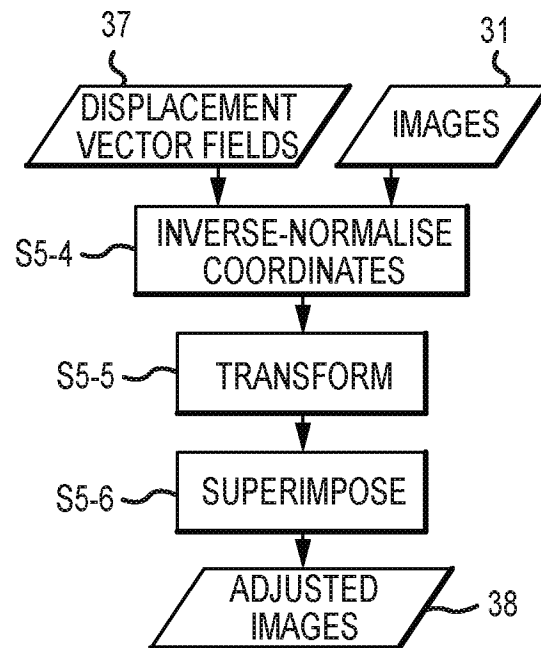 37
31
DISPLACEMENT
VECTOR FIELDS
IMAGES
S5-4
INVERSE-NORMALISE
COORDINATES
S5-5
TRANSFORM
S5-6
SUPERIMPOSE
ADJUSTED
IMAGES
38